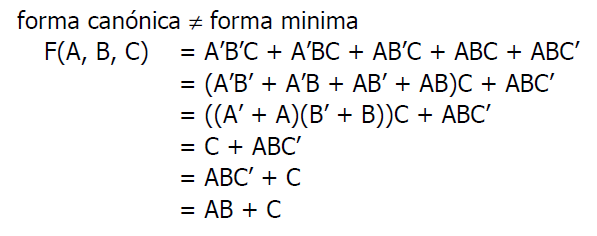 forma canónica ≠ forma minima
F(A, B, C) = A′B′C + A′BC + AB′C + ABC + ABC′
= (A′B′ + A′B + AB′ + AB)C + ABC′
= ((A′ + A)(B′ + B))C + ABC′
= C + ABC′
= ABC′ + C
= AB + C